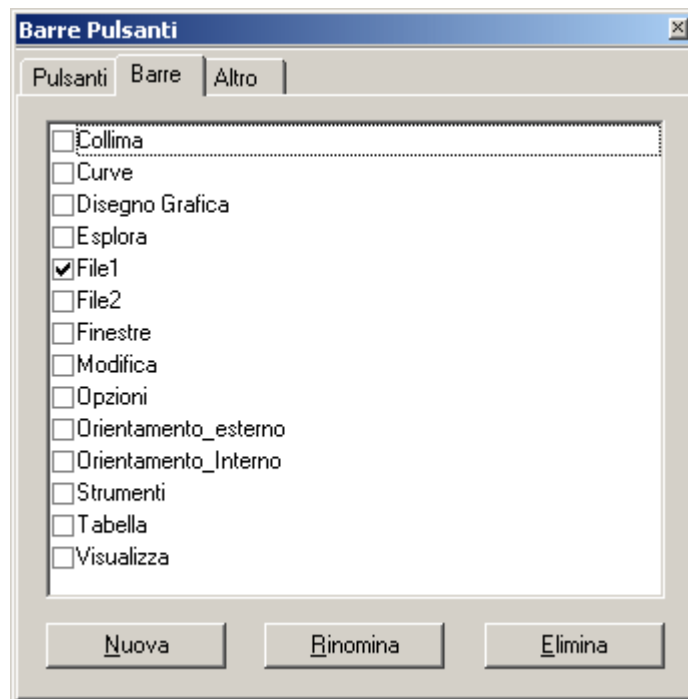 Barre Pulsanti
Pulsanti Barre Altro
Collima
Curve
Disegno Grafica
Esplora
File1
File2
Finestre
Modifica
Opzioni
Orientamento_esterno
Orientamento_Interno
Strumenti
Tabella
Visualizza
Nuova Rinomina Elimina